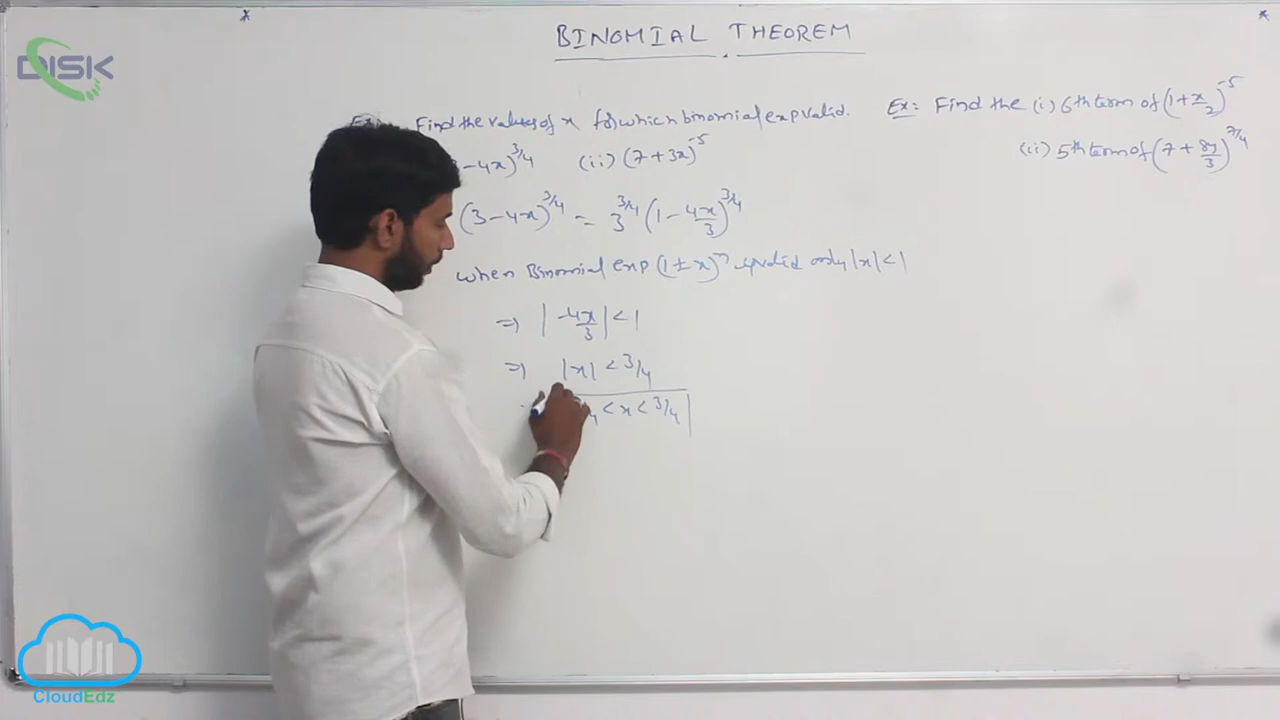 DISK
BINOMIAL THEOREM
Ex: Find the values of x for which binomial exp valid.
- 4x)^3/4 (ii) (7 + 3x)^-5
(3 - 4x)^3/4 = 3^3/4 (1 - 4x/3)^3/4
when Binomial exp (1 ± x)^n is valid only |x| < 1
⇒ |-4x/3| < 1
⇒ |x| < 3/4
4 < x < 3/4
Ex: Find the (i) 6th term of (1 + x/2)^-5
(ii) 5th term of (7 + 8y/3)^7/4
CloudEdz